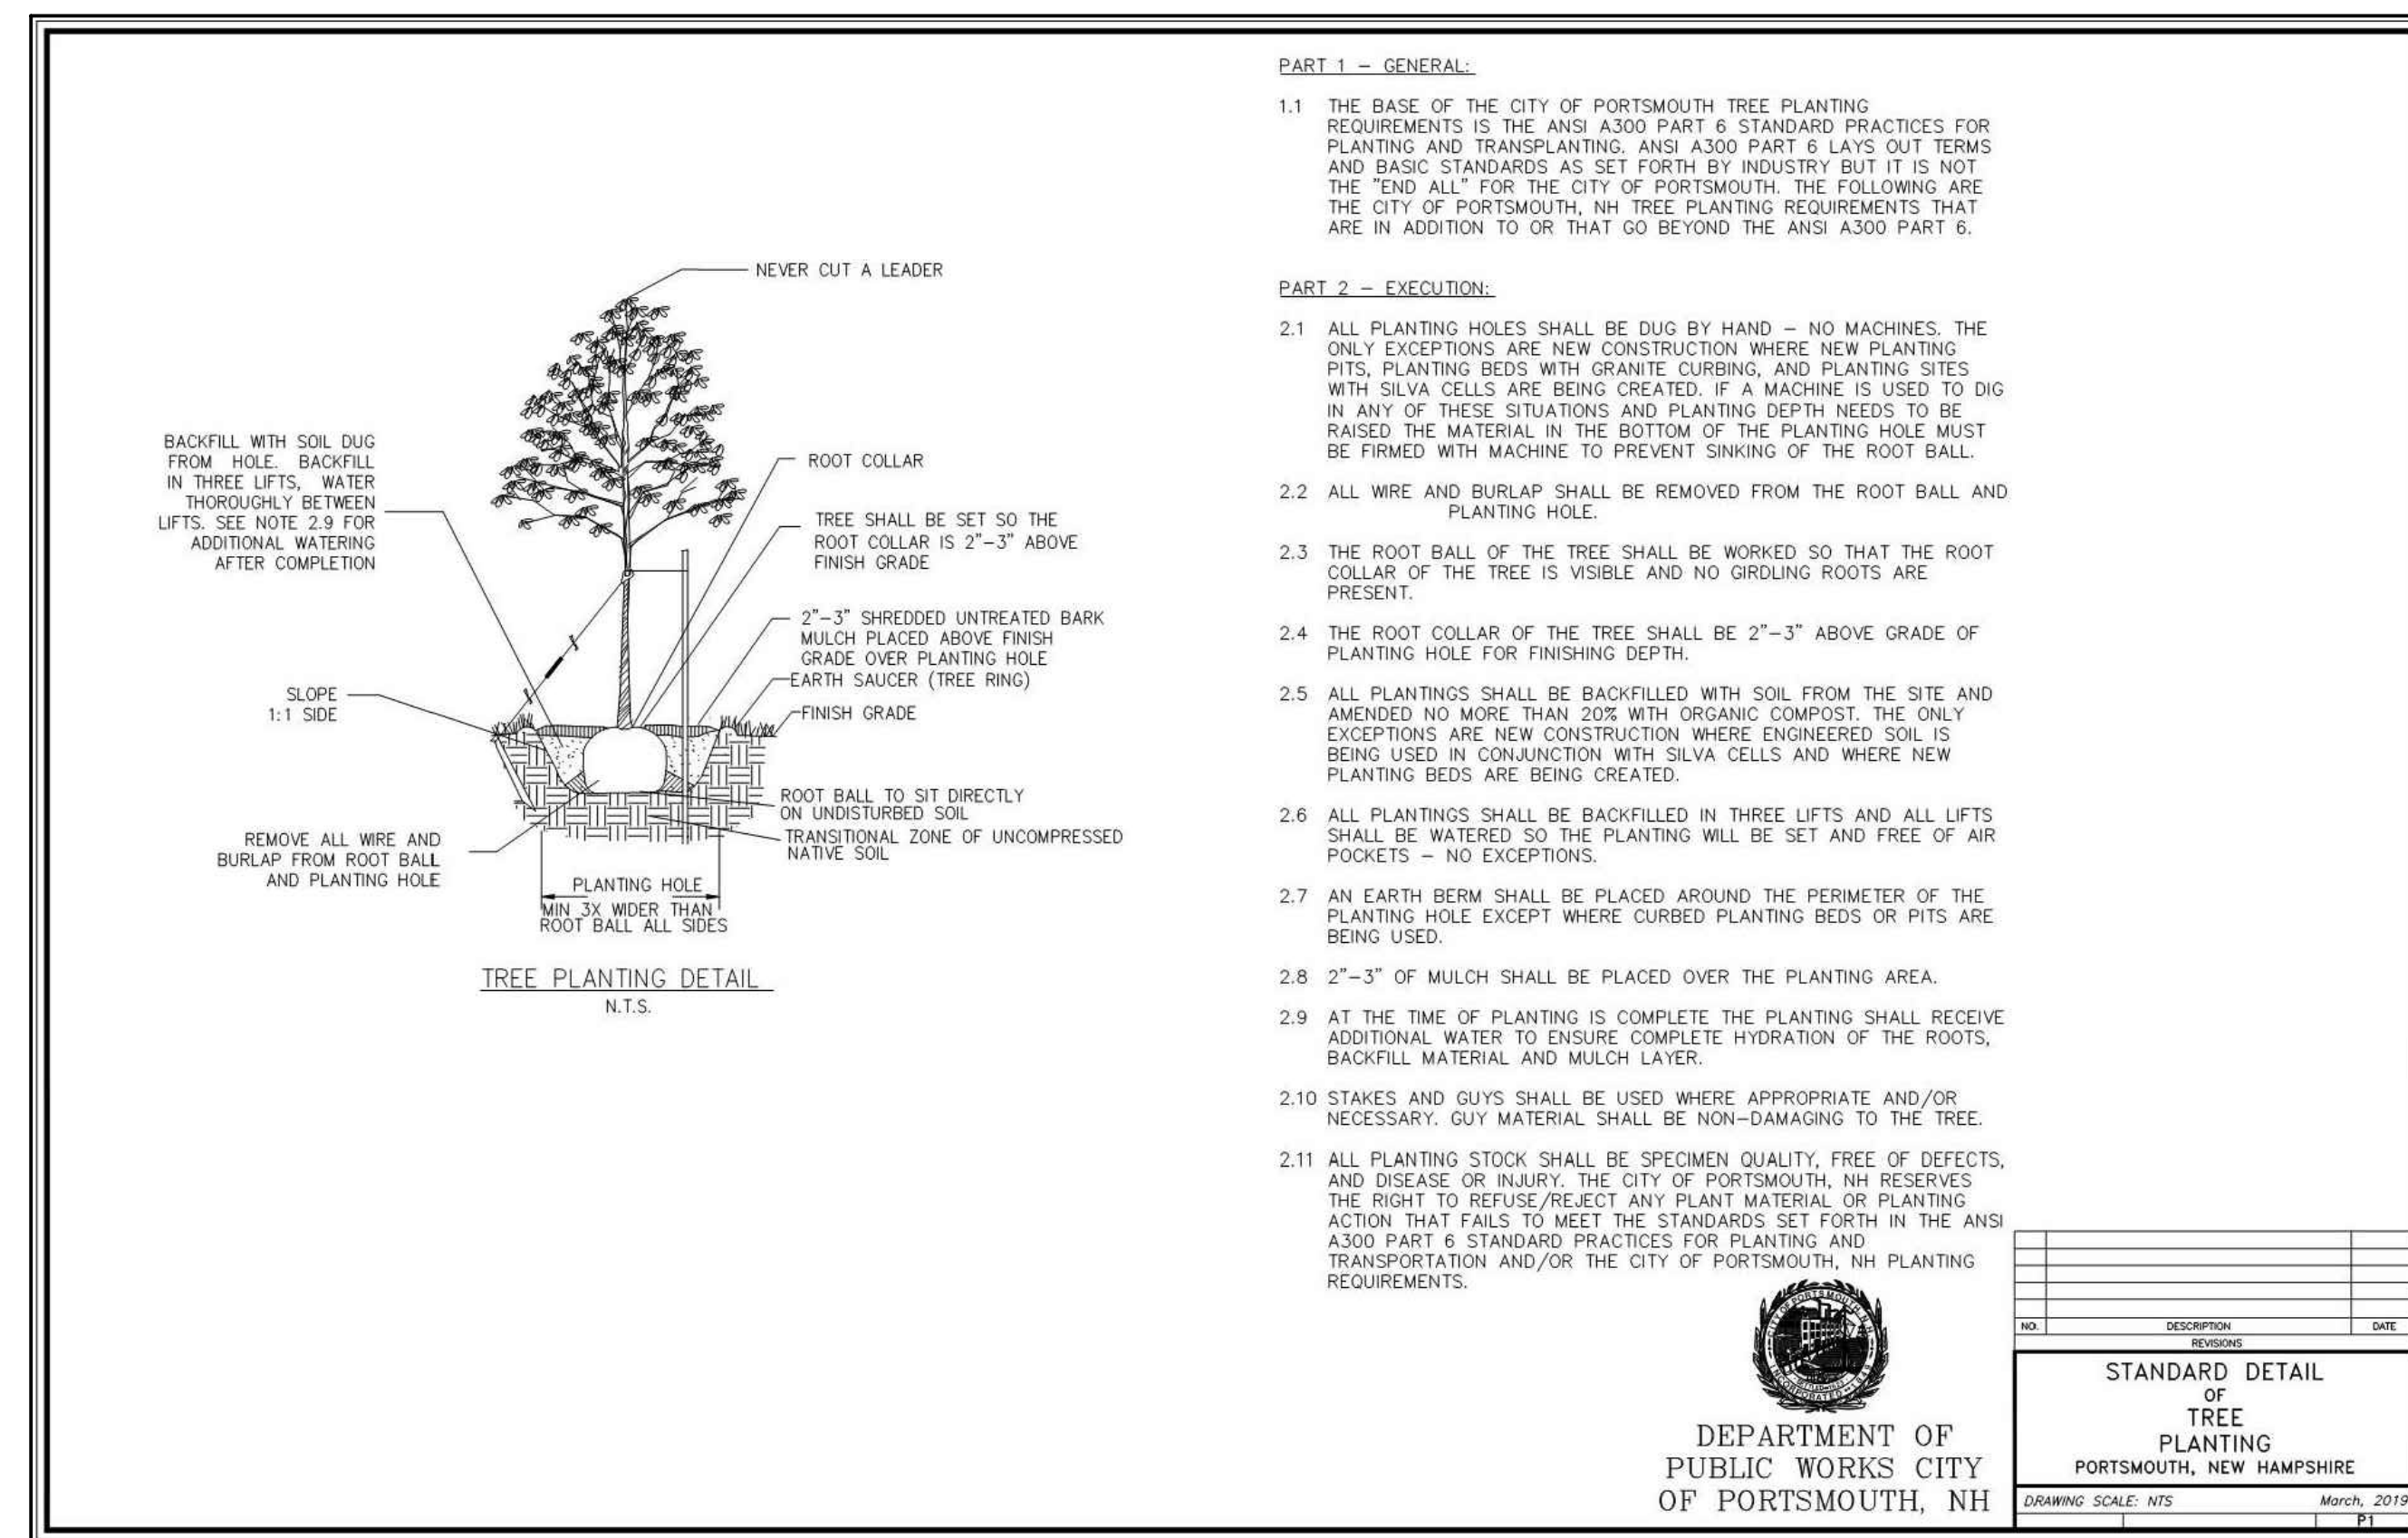 NEVER CUT A LEADER
BACKFILL WITH SOIL DUG
FROM HOLE. BACKFILL
IN THREE LIFTS, WATER
THOROUGHLY BETWEEN
LIFTS. SEE NOTE 2.9 FOR
ADDITIONAL WATERING
AFTER COMPLETION
SLOPE
1:1 SIDE
REMOVE ALL WIRE AND
BURLAP FROM ROOT BALL
AND PLANTING HOLE
ROOT COLLAR
TREE SHALL BE SET SO THE
ROOT COLLAR IS 2"-3" ABOVE
FINISH GRADE
2"-3" SHREDDED UNTREATED BARK
MULCH PLACED ABOVE FINISH
GRADE OVER PLANTING HOLE
EARTH SAUCER (TREE RING)
FINISH GRADE
ROOT BALL TO SIT DIRECTLY
ON UNDISTURBED SOIL
TRANSITIONAL ZONE OF UNCOMPRESSED
NATIVE SOIL
PLANTING HOLE
MIN 3X WIDER THAN
ROOT BALL ALL SIDES
TREE PLANTING DETAIL
N.T.S.
PART 1 – GENERAL:
1.1 THE BASE OF THE CITY OF PORTSMOUTH TREE PLANTING
REQUIREMENTS IS THE ANSI A300 PART 6 STANDARD PRACTICES FOR
PLANTING AND TRANSPLANTING. ANSI A300 PART 6 LAYS OUT TERMS
AND BASIC STANDARDS AS SET FORTH BY INDUSTRY BUT IT IS NOT
THE "END ALL" FOR THE CITY OF PORTSMOUTH. THE FOLLOWING ARE
THE CITY OF PORTSMOUTH, NH TREE PLANTING REQUIREMENTS THAT
ARE IN ADDITION TO OR THAT GO BEYOND THE ANSI A300 PART 6.
PART 2 – EXECUTION:
2.1 ALL PLANTING HOLES SHALL BE DUG BY HAND – NO MACHINES. THE
ONLY EXCEPTIONS ARE NEW CONSTRUCTION WHERE NEW PLANTING
PITS, PLANTING BEDS WITH GRANITE CURBING, AND PLANTING SITES
WITH SILVA CELLS ARE BEING CREATED. IF A MACHINE IS USED TO DIG
IN ANY OF THESE SITUATIONS AND PLANTING DEPTH NEEDS TO BE
RAISED THE MATERIAL IN THE BOTTOM OF THE PLANTING HOLE MUST
BE FIRMED WITH MACHINE TO PREVENT SINKING OF THE ROOT BALL.
2.2 ALL WIRE AND BURLAP SHALL BE REMOVED FROM THE ROOT BALL AND
PLANTING HOLE.
2.3 THE ROOT BALL OF THE TREE SHALL BE WORKED SO THAT THE ROOT
COLLAR OF THE TREE IS VISIBLE AND NO GIRDLING ROOTS ARE
PRESENT.
2.4 THE ROOT COLLAR OF THE TREE SHALL BE 2"-3" ABOVE GRADE OF
PLANTING HOLE FOR FINISHING DEPTH.
2.5 ALL PLANTINGS SHALL BE BACKFILLED WITH SOIL FROM THE SITE AND
AMENDED NO MORE THAN 20% WITH ORGANIC COMPOST. THE ONLY
EXCEPTIONS ARE NEW CONSTRUCTION WHERE ENGINEERED SOIL IS
BEING USED IN CONJUNCTION WITH SILVA CELLS AND WHERE NEW
PLANTING BEDS ARE BEING CREATED.
2.6 ALL PLANTINGS SHALL BE BACKFILLED IN THREE LIFTS AND ALL LIFTS
SHALL BE WATERED SO THE PLANTING WILL BE SET AND FREE OF AIR
POCKETS – NO EXCEPTIONS.
2.7 AN EARTH BERM SHALL BE PLACED AROUND THE PERIMETER OF THE
PLANTING HOLE EXCEPT WHERE CURBED PLANTING BEDS OR PITS ARE
BEING USED.
2.8 2"-3" OF MULCH SHALL BE PLACED OVER THE PLANTING AREA.
2.9 AT THE TIME OF PLANTING IS COMPLETE THE PLANTING SHALL RECEIVE
ADDITIONAL WATER TO ENSURE COMPLETE HYDRATION OF THE ROOTS,
BACKFILL MATERIAL AND MULCH LAYER.
2.10 STAKES AND GUYS SHALL BE USED WHERE APPROPRIATE AND/OR
NECESSARY. GUY MATERIAL SHALL BE NON-DAMAGING TO THE TREE.
2.11 ALL PLANTING STOCK SHALL BE SPECIMEN QUALITY, FREE OF DEFECTS,
AND DISEASE OR INJURY. THE CITY OF PORTSMOUTH, NH RESERVES
THE RIGHT TO REFUSE/REJECT ANY PLANT MATERIAL OR PLANTING
ACTION THAT FAILS TO MEET THE STANDARDS SET FORTH IN THE ANSI
A300 PART 6 STANDARD PRACTICES FOR PLANTING AND
TRANSPORTATION AND/OR THE CITY OF PORTSMOUTH, NH PLANTING
REQUIREMENTS.
CITY OF PORTSMOUTH, N.H.
INCORPORATED
DEPARTMENT OF
PUBLIC WORKS CITY
OF PORTSMOUTH, NH
NO. DESCRIPTION DATE
REVISIONS
STANDARD DETAIL
OF
TREE
PLANTING
PORTSMOUTH, NEW HAMPSHIRE
DRAWING SCALE: NTS March, 2019
P1